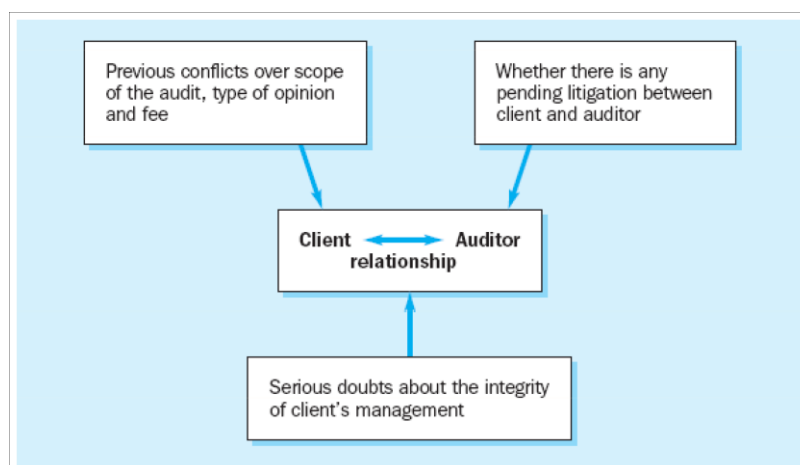 Previous conflicts over scope
of the audit, type of opinion
and fee
Whether there is any
pending litigation between
client and auditor
Client Auditor
relationship
Serious doubts about the integrity
of client's management